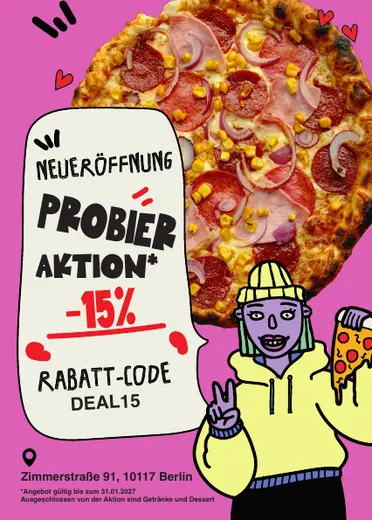 NEUERÖFFNUNG
PROBIER
AKTION*
-15%
RABATT-CODE
DEAL15
Zimmerstraße 91, 10117 Berlin
*Angebot gültig bis zum 31.01.2027
Ausgeschlossen von der Aktion sind Getränke und Dessert